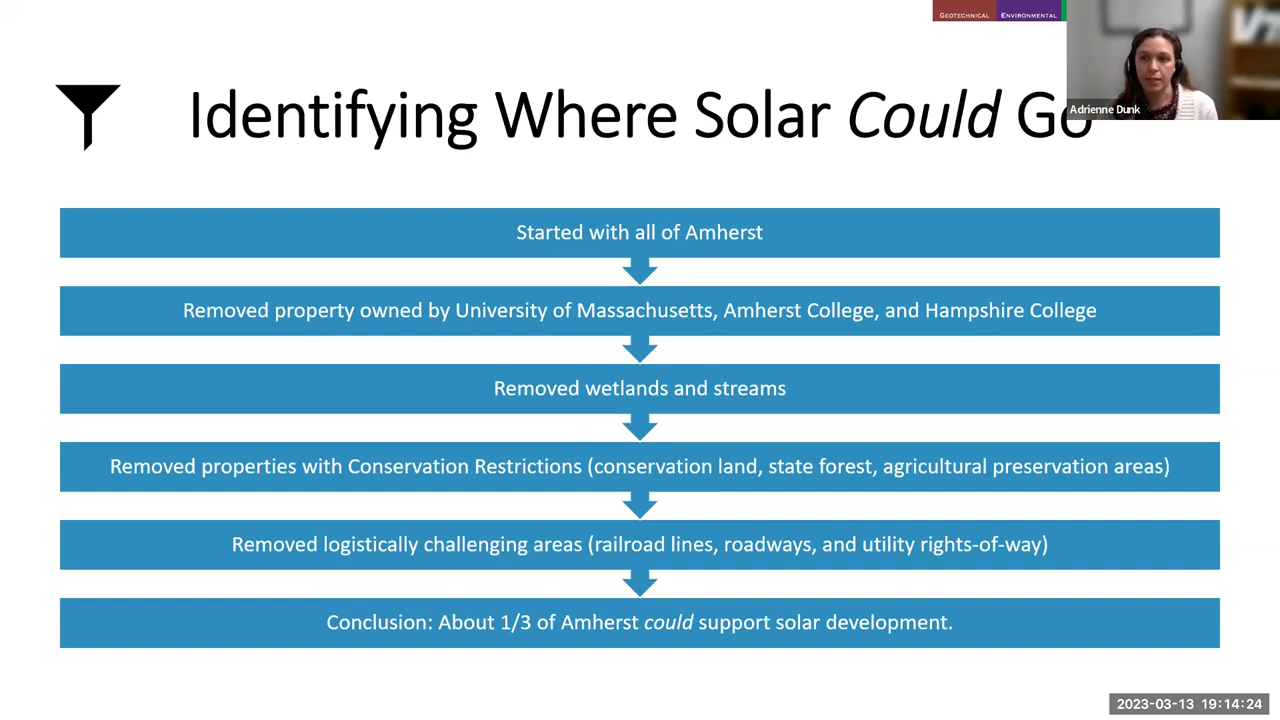 GEOTECHNICAL ENVIRONMENTAL
Adrienne Dunk
Identifying Where Solar Could Go
Started with all of Amherst
Removed property owned by University of Massachusetts, Amherst College, and Hampshire College
Removed wetlands and streams
Removed properties with Conservation Restrictions (conservation land, state forest, agricultural preservation areas)
Removed logistically challenging areas (railroad lines, roadways, and utility rights-of-way)
Conclusion: About 1/3 of Amherst could support solar development.
2023-03-13 19:14:24